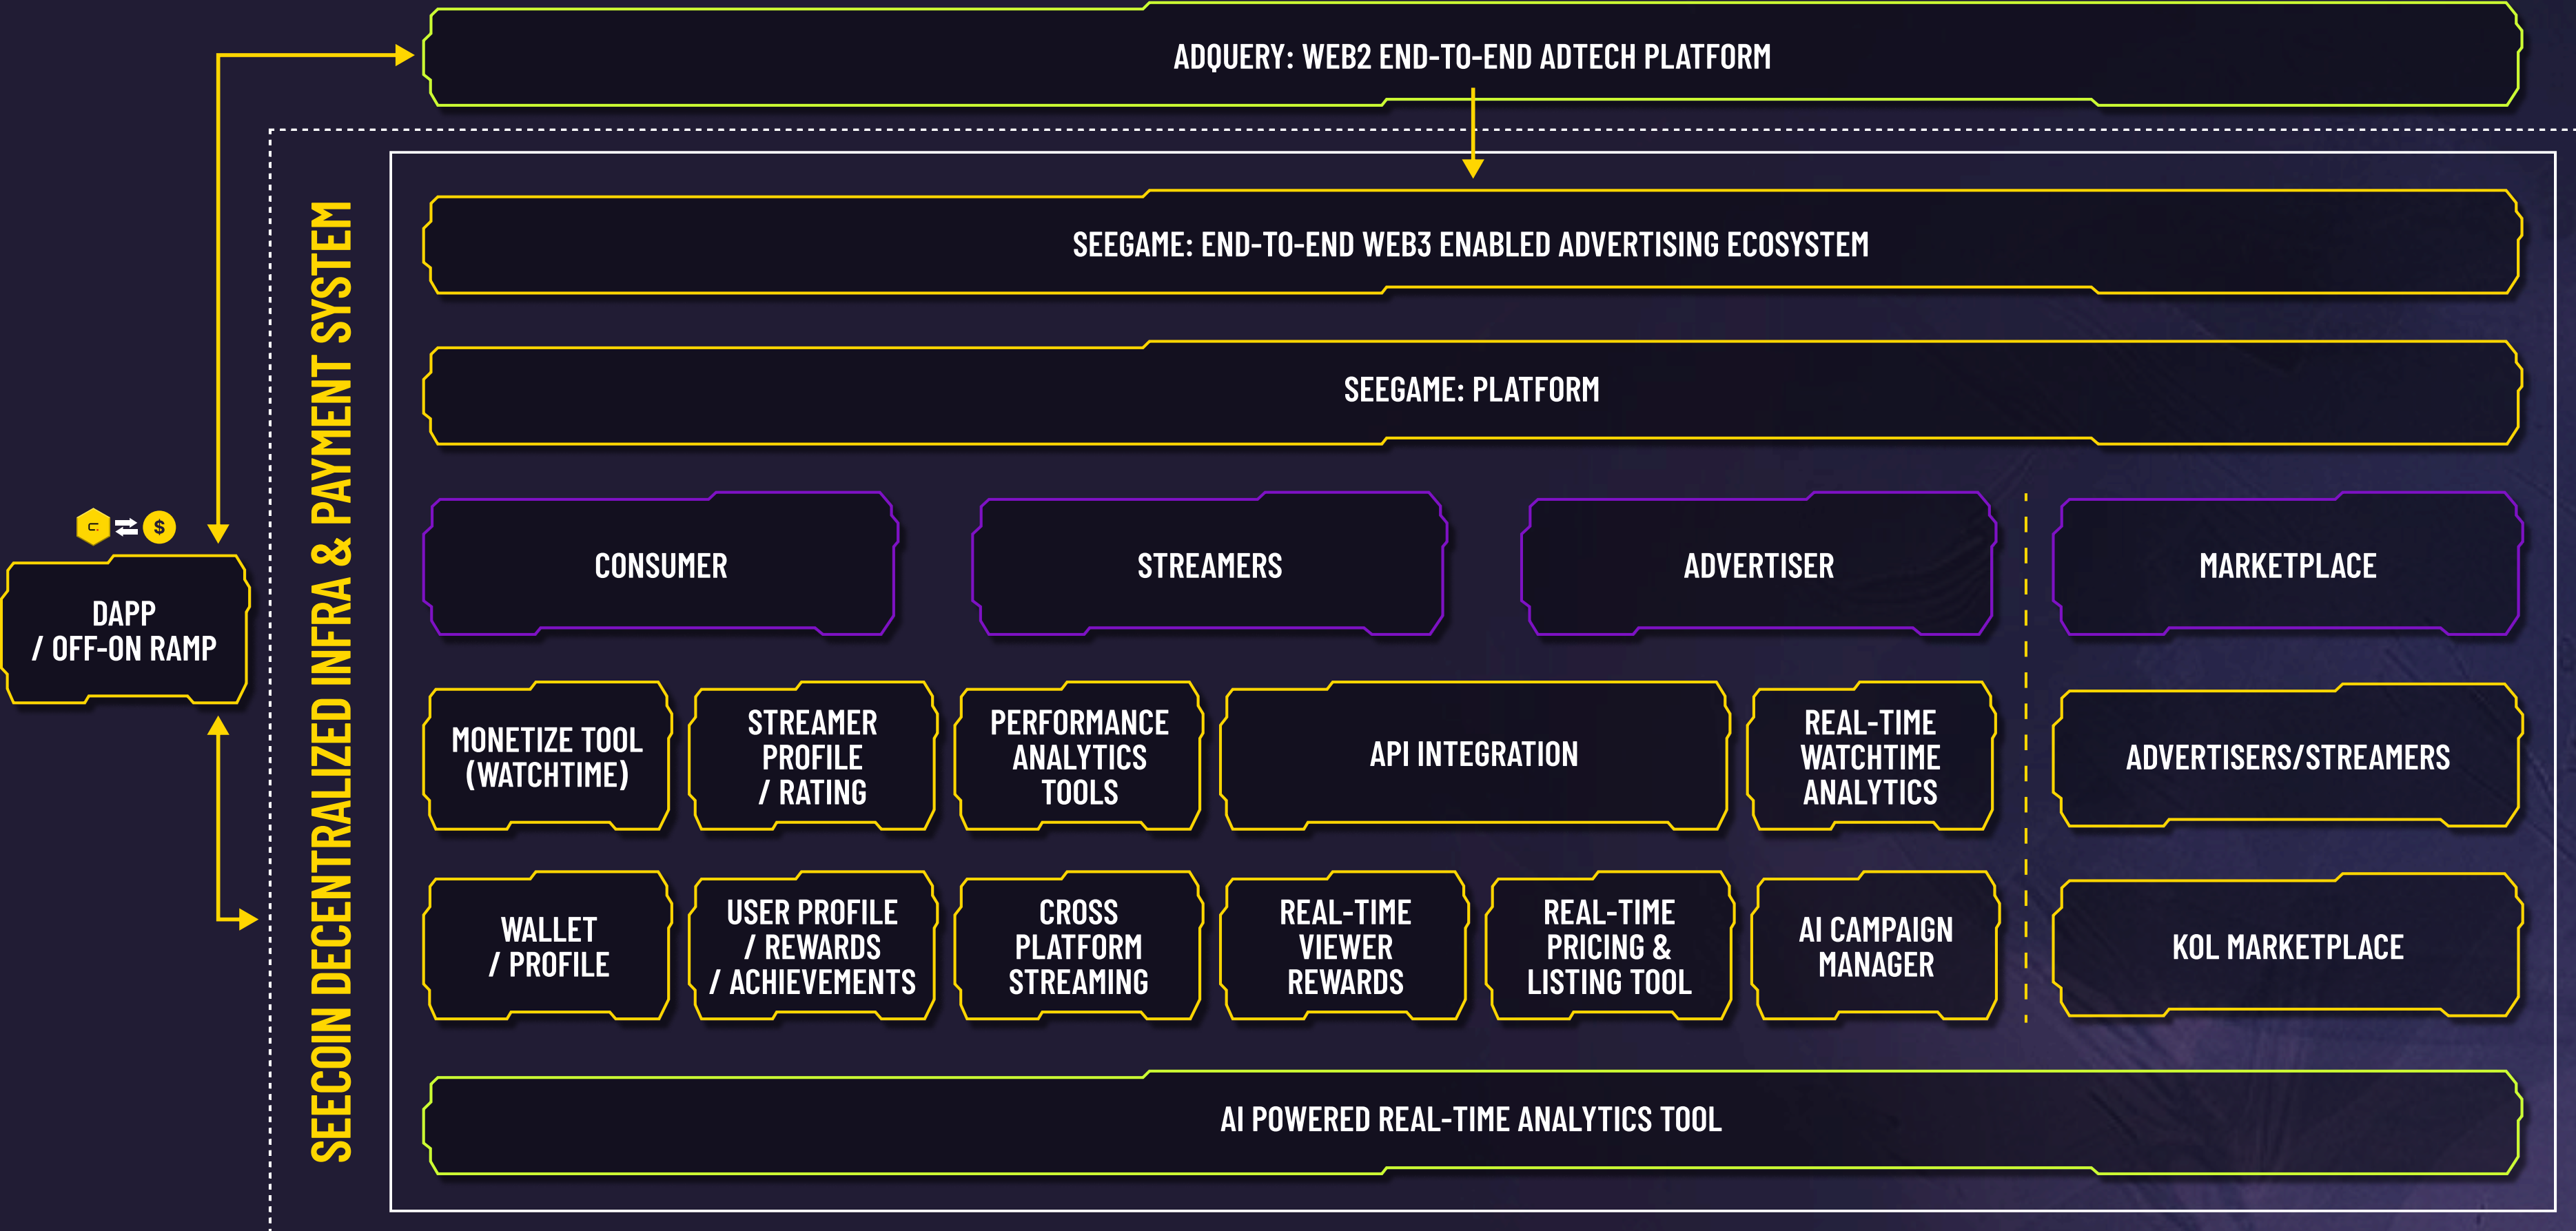 ADQUERY: WEB2 END-TO-END ADTECH PLATFORM
SEECOIN DECENTRALIZED INFRA & PAYMENT SYSTEM
SEEGAME: END-TO-END WEB3 ENABLED ADVERTISING ECOSYSTEM
SEEGAME: PLATFORM
$
DAPP
/ OFF-ON RAMP
CONSUMER
STREAMERS
ADVERTISER
MARKETPLACE
MONETIZE TOOL
(WATCHTIME)
STREAMER
PROFILE
/ RATING
PERFORMANCE
ANALYTICS
TOOLS
API INTEGRATION
REAL-TIME
WATCHTIME
ANALYTICS
ADVERTISERS/STREAMERS
WALLET
/ PROFILE
USER PROFILE
/ REWARDS
/ ACHIEVEMENTS
CROSS
PLATFORM
STREAMING
REAL-TIME
VIEWER
REWARDS
REAL-TIME
PRICING &
LISTING TOOL
AI CAMPAIGN
MANAGER
KOL MARKETPLACE
AI POWERED REAL-TIME ANALYTICS TOOL